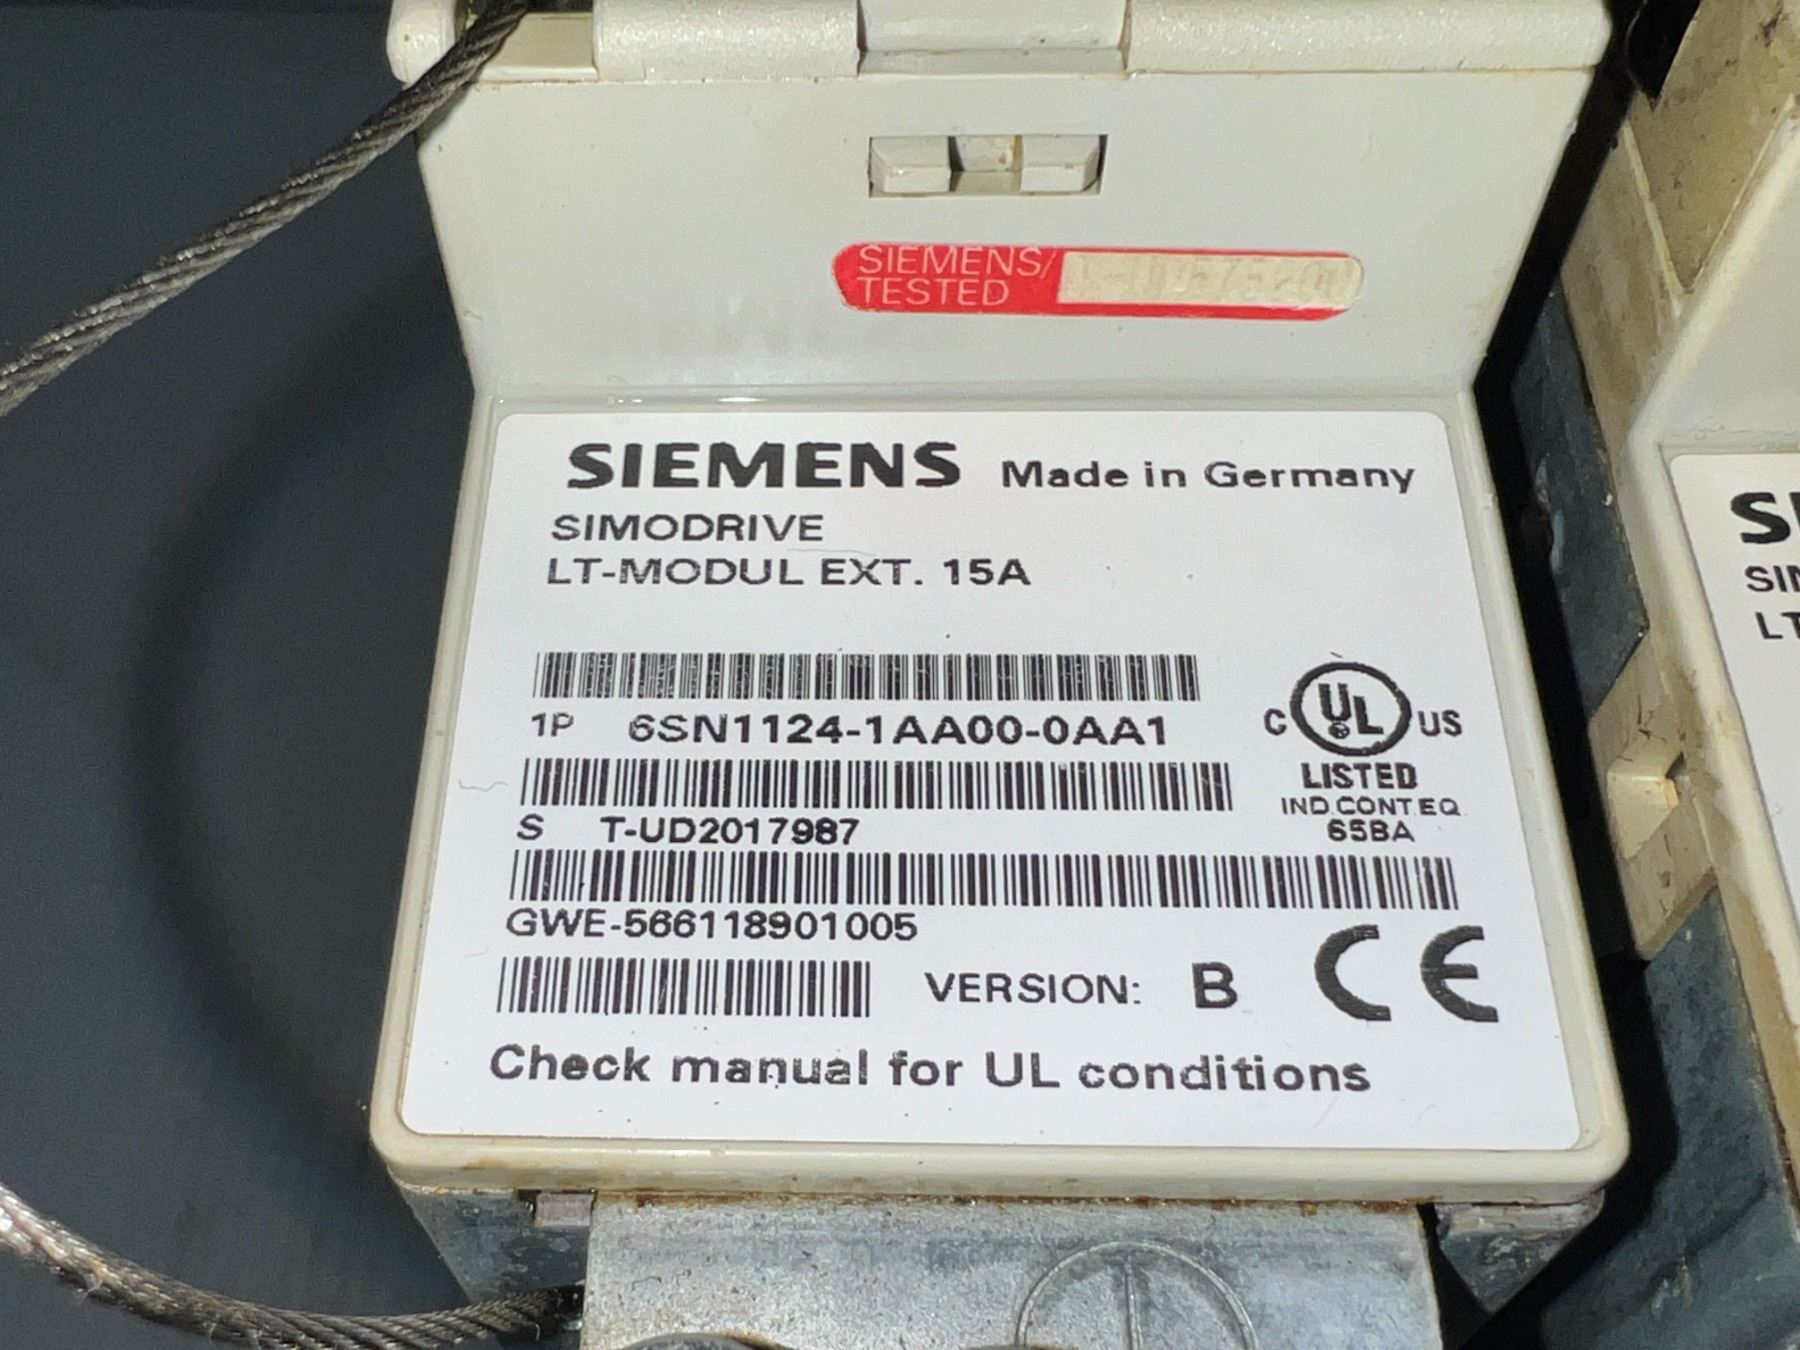 SIEMENS/
TESTED
SIEMENS Made in Germany
SIMODRIVE
LT-MODUL EXT. 15A
1P 6SN1124-1AA00-0AA1
C UL US
LISTED
IND.CONT.EQ.
65BA
S T-UD2017987
GWE-566118901005
VERSION: B CE
Check manual for UL conditions